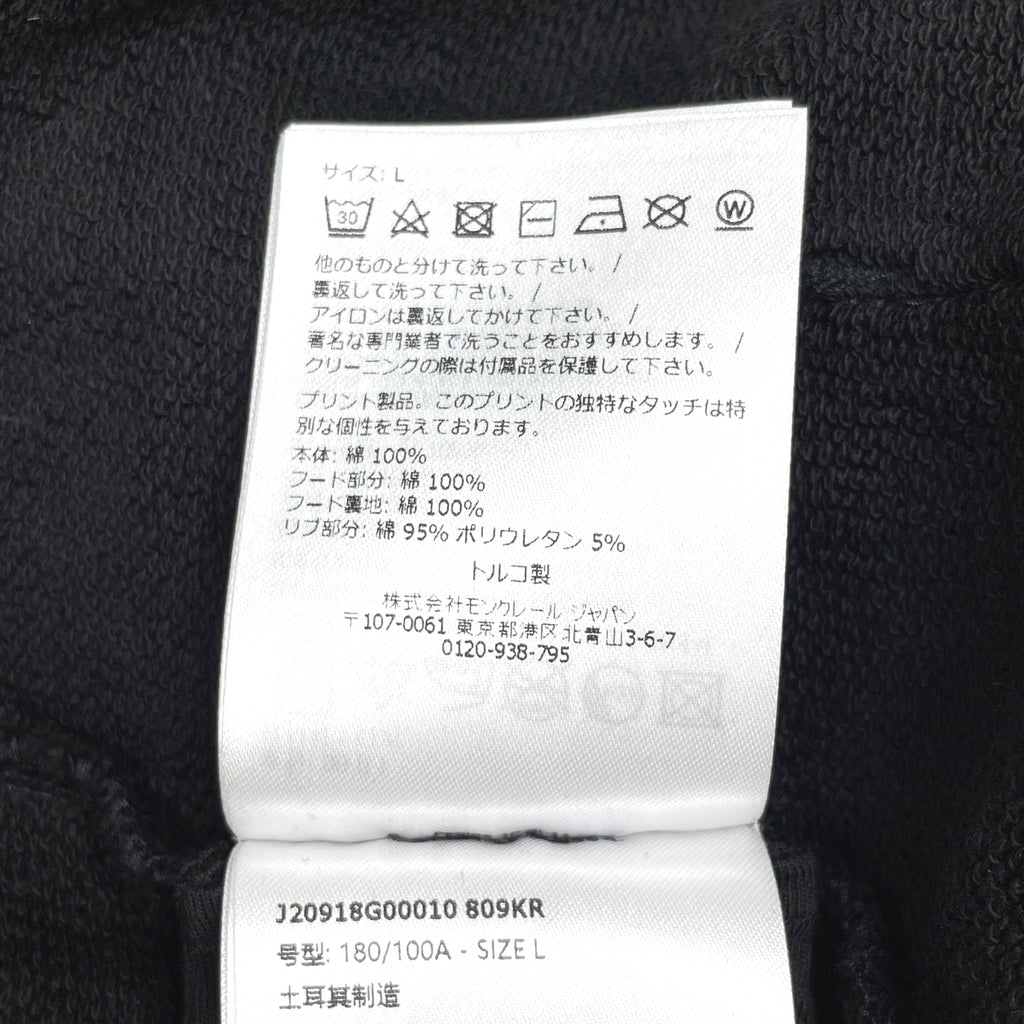 サイズ: L
30
W
他のものと分けて洗って下さい。 /
裏返して洗って下さい。 /
アイロンは裏返してかけて下さい。 /
著名な専門業者で洗うことをおすすめします。 /
クリーニングの際は付属品を保護して下さい。
プリント製品。このプリントの独特なタッチは特
別な個性を与えております。
本体: 綿 100%
フード部分: 綿 100%
フード裏地: 綿 100%
リブ部分: 綿 95% ポリウレタン 5%
トルコ製
株式会社モンクレール ジャパン
〒107-0061 東京都港区北青山3-6-7
0120-938-795
J20918G00010 809KR
号型: 180/100A - SIZE L
土耳其制造